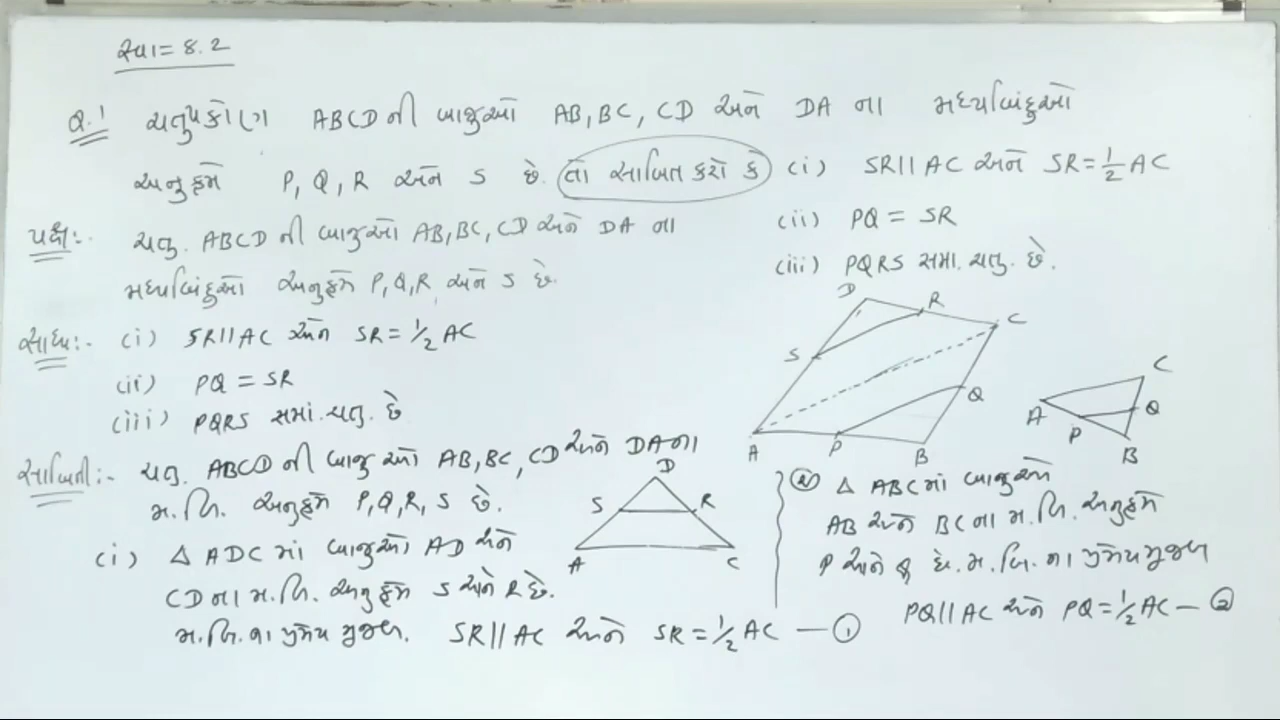 સ્વા = 8.2
Q.1 ચતુષ્કોણ ABCD ની બાજુઓ AB, BC, CD અને DA ના મધ્યબિંદુઓ
અનુક્રમે P, Q, R અને S છે. તો સાબિત કરો કે (i) SR || AC અને SR = 1/2 AC
(ii) PQ = SR
(iii) PQRS સમા. ચતુ. છે.
પક્ષ :- ચતુ. ABCD ની બાજુઓ AB, BC, CD અને DA ના
મધ્યબિંદુઓ અનુક્રમે P, Q, R, અને S છે.
સાધ્ય :- (i) SR || AC અને SR = 1/2 AC
(ii) PQ = SR
(iii) PQRS સમાં. ચતુ. છે
D R C S Q A P B
C A Q P B
સાબિતી :- ચતુ. ABCD ની બાજુઓ AB, BC, CD અને DA ના
મ. બિ. અનુક્રમે P, Q, R, S છે.
(i) △ ADC માં બાજુઓ AD અને
CD ના મ. બિ. અનુક્રમે S અને R છે.
મ. બિ. ના પ્રમેય મુજબ. SR || AC અને SR = 1/2 AC — ①
D S R A C
② △ ABC માં બાજુઓ
AB અને BC ના મ. બિ. અનુક્રમે
P અને Q છે. મ. બિ. ના પ્રમેય મુજબ
PQ || AC અને PQ = 1/2 AC — ②